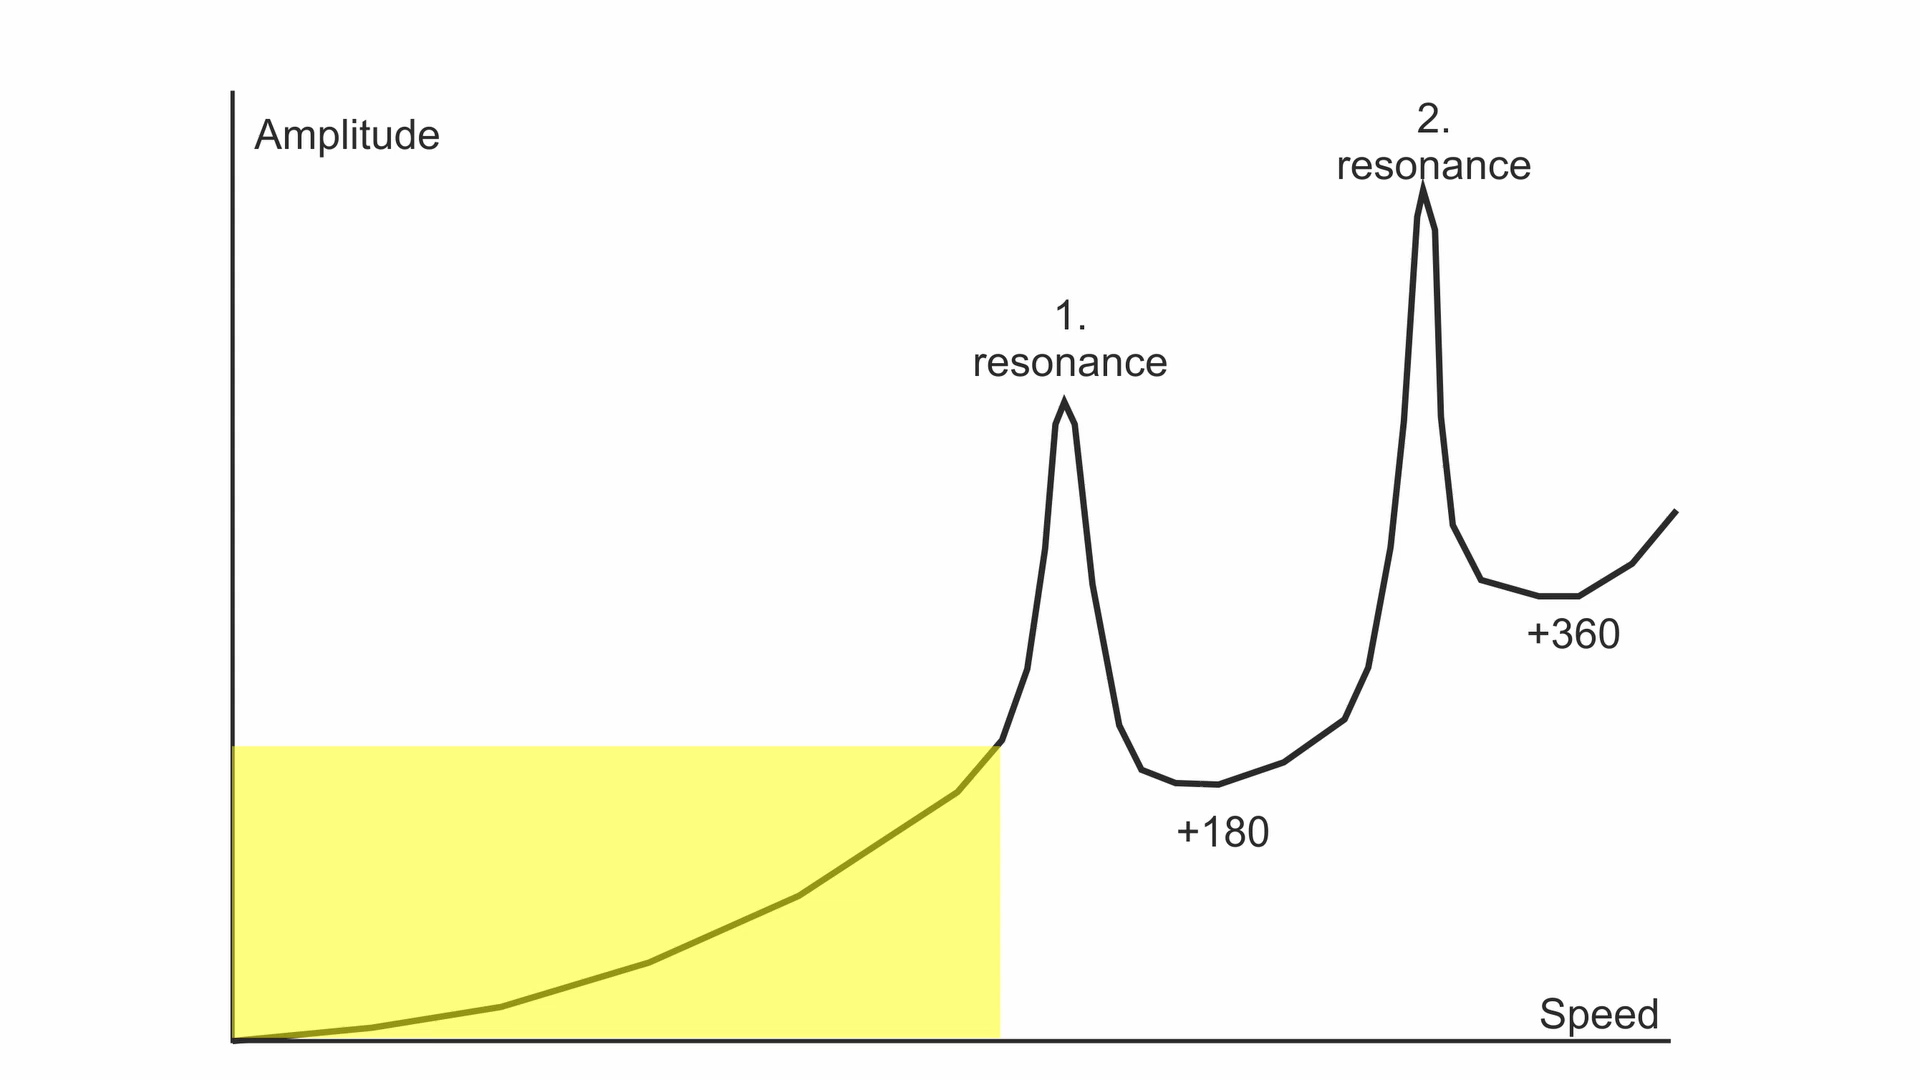 Amplitude
2.
resonance
1.
resonance
+360
+180
Speed